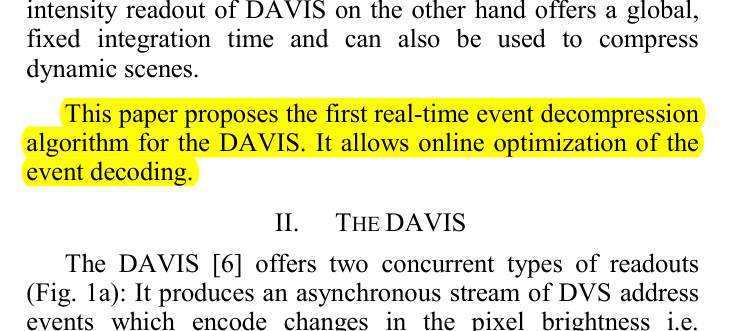 intensity readout of DAVIS on the other hand offers a global,
fixed integration time and can also be used to compress
dynamic scenes.
This paper proposes the first real-time event decompression
algorithm for the DAVIS. It allows online optimization of the
event decoding.
II. THE DAVIS
The DAVIS [6] offers two concurrent types of readouts
(Fig. 1a): It produces an asynchronous stream of DVS address
events which encode changes in the pixel brightness i.e.